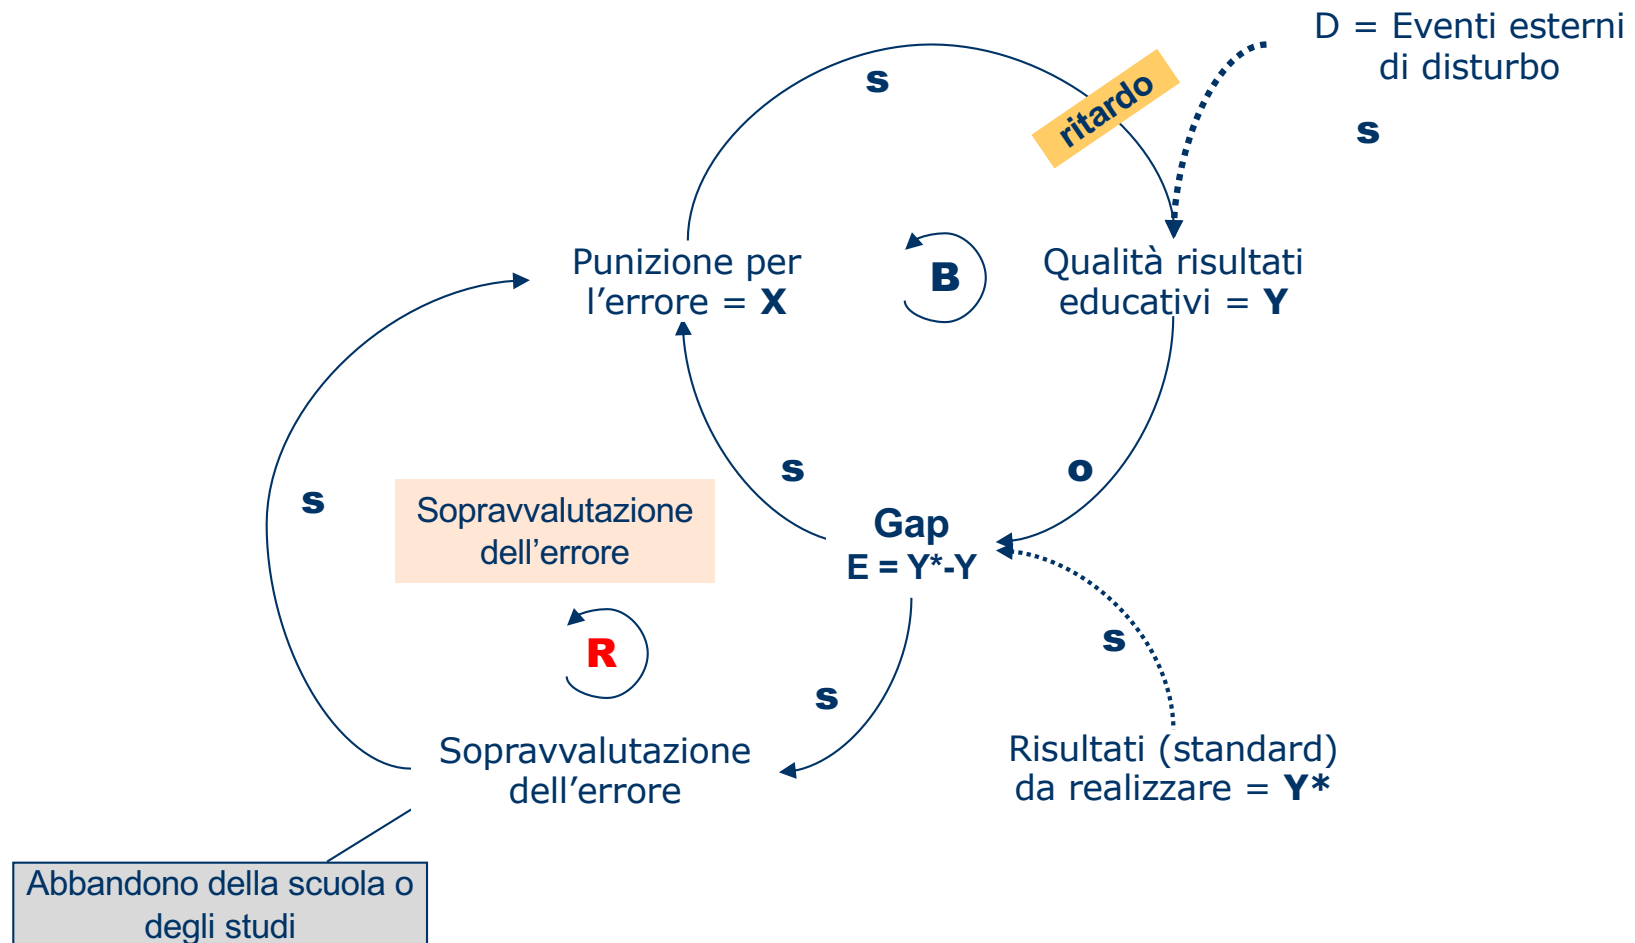 D = Eventi esterni
di disturbo
s
s
ritardo
Punizione per
l'errore = X
B
Qualità risultati
educativi = Y
s
o
s
Sopravvalutazione
dell'errore
Gap
E = Y*-Y
R
s
s
Sopravvalutazione
dell'errore
Risultati (standard)
da realizzare = Y*
Abbandono della scuola o
degli studi